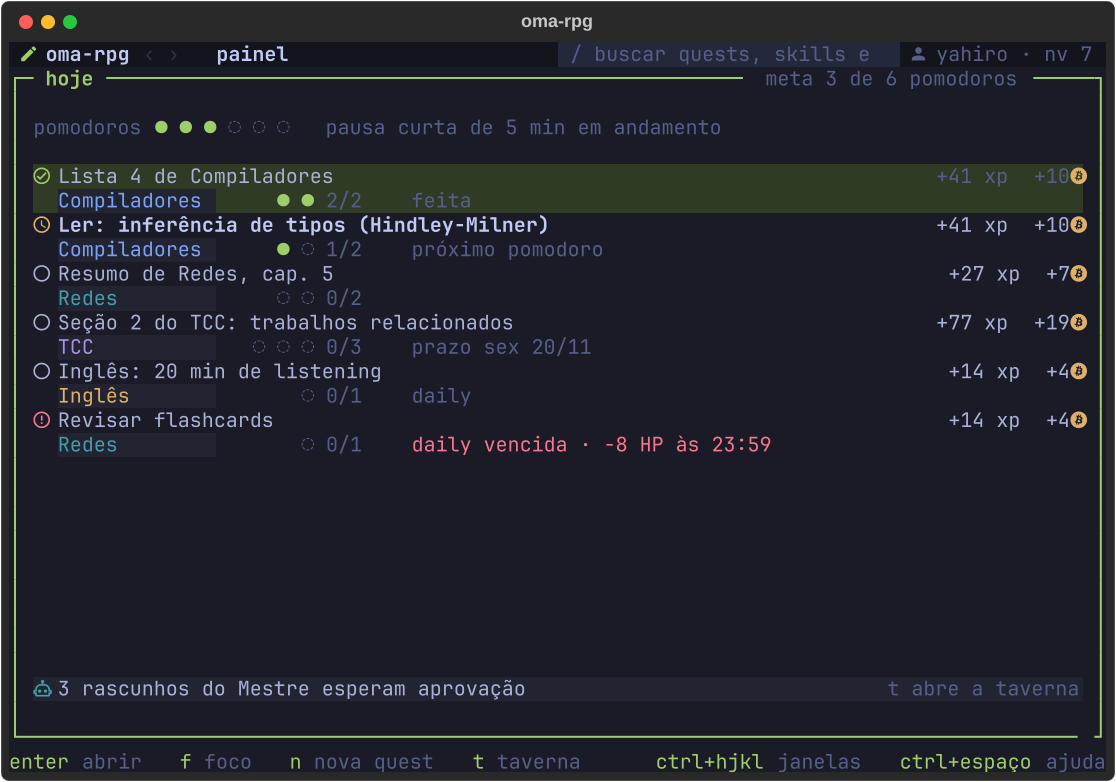 oma-rpg
oma-rpg < > painel / buscar quests, skills e yahiro · nv 7
hoje meta 3 de 6 pomodoros
pomodoros pausa curta de 5 min em andamento
Lista 4 de Compiladores +41 xp +10
Compiladores 2/2 feita
Ler: inferência de tipos (Hindley-Milner) +41 xp +10
Compiladores 1/2 próximo pomodoro
Resumo de Redes, cap. 5 +27 xp +7
Redes 0/2
Seção 2 do TCC: trabalhos relacionados +77 xp +19
TCC 0/3 prazo sex 20/11
Inglês: 20 min de listening +14 xp +4
Inglês 0/1 daily
Revisar flashcards +14 xp +4
Redes 0/1 daily vencida · -8 HP às 23:59
3 rascunhos do Mestre esperam aprovação t abre a taverna
enter abrir f foco n nova quest t taverna ctrl+hjkl janelas ctrl+espaço ajuda